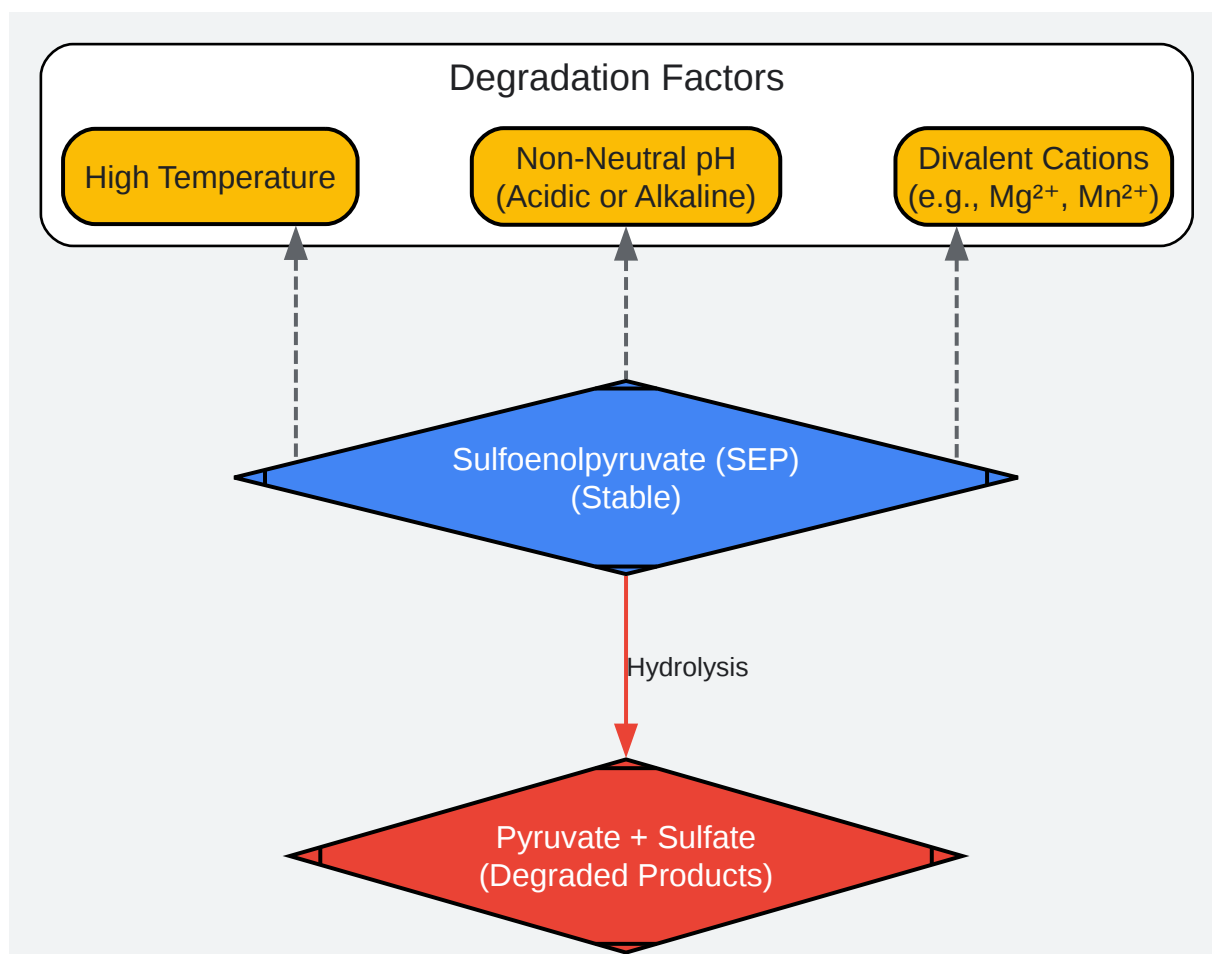 Degradation Factors
High Temperature
Non-Neutral pH
(Acidic or Alkaline)
Divalent Cations
(e.g., Mg²⁺, Mn²⁺)
Sulfoenolpyruvate (SEP)
(Stable)
Hydrolysis
Pyruvate + Sulfate
(Degraded Products)